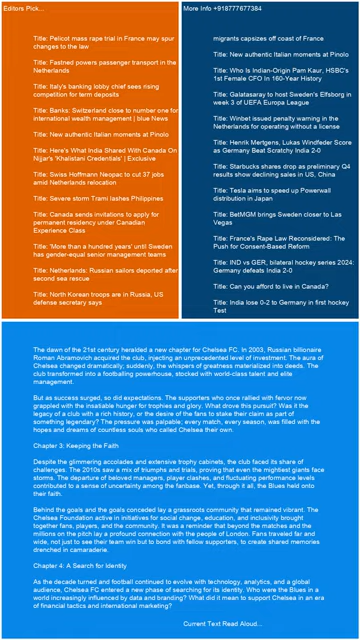 Editors Pick...
Title: Pelicot mass rape trial in France may spur
changes to the law
Title: Fastned powers passenger transport in the
Netherlands
Title: Italy's banking lobby chief sees rising
competition for term deposits
Title: Banks: Switzerland close to number one for
international wealth management | blue News
Title: New authentic Italian moments at Pinolo
Title: Here's What India Shared With Canada On
Nijjer's 'Khalistani Credentials' | Exclusive
Title: Swiss Hoffmann Neopac to cut 37 jobs
amid Netherlands relocation
Title: Severe storm Trami lashes Philippines
Title: Canada sends invitations to apply for
permanent residency under Canadian
Experience Class
Title: 'More than a hundred years' until Sweden
has gender-equal senior management teams
Title: Netherlands: Russian sailors deported after
second sea rescue
Title: North Korean troops are in Russia, US
defense secretary says
More Info +918777677384
migrants capsizes off coast of France
Title: New authentic Italian moments at Pinolo
Title: Who Is Indian-Origin Pam Kaur, HSBC's
1st Female CFO In 160-Year History
Title: Galatasaray to host Sweden's Elfsborg in
week 3 of UEFA Europa League
Title: Winbet issued penalty warning in the
Netherlands for operating without a license
Title: Henrik Mertgens, Lukas Windfeder Score
as Germany Beat Scratchy India 2-0
Title: Starbucks shares drop as preliminary Q4
results show declining sales in US, China
Title: Tesla aims to speed up Powerwall
distribution in Japan
Title: BetMGM brings Sweden closer to Las
Vegas
Title: France's Rape Law Reconsidered: The
Push for Consent-Based Reform
Title: IND vs GER, bilateral hockey series 2024:
Germany defeats India 2-0
Title: Can you afford to live in Canada?
Title: India lose 0-2 to Germany in first hockey
Test
The dawn of the 21st century heralded a new chapter for Chelsea FC. In 2003, Russian billionaire
Roman Abramovich acquired the club, injecting an unprecedented level of investment. The aura of
Chelsea changed dramatically; suddenly, the whispers of greatness materialized into deeds. The
club transformed into a footballing powerhouse, stocked with world-class talent and elite
management.
But as success surged, so did expectations. The supporters who once rallied with fervor now
grappled with the insatiable hunger for trophies and glory. What drove this pursuit? Was it the
legacy of a club with a rich history, or the desire of the fans to stake their claim as part of
something legendary? The pressure was palpable; every match, every season, was filled with the
hopes and dreams of countless souls who called Chelsea their own.
Chapter 3: Keeping the Faith
Despite the glimmering accolades and extensive trophy cabinets, the club faced its share of
challenges. The 2010s saw a mix of triumphs and trials, proving that even the mightiest giants face
storms. The departure of beloved managers, player clashes, and fluctuating performance levels
contributed to a sense of uncertainty among the fanbase. Yet, through it all, the Blues held onto
their faith.
Behind the goals and the goals conceded lay a grassroots community that remained vibrant. The
Chelsea Foundation active in initiatives for social change, education, and inclusivity brought
together fans, players, and the community. It was a reminder that beyond the matches and the
millions on the pitch lay a profound connection with the people of London. Fans traveled far and
wide, not just to see their team win but to bond with fellow supporters, to create shared memories
drenched in camaraderie.
Chapter 4: A Search for Identity
As the decade turned and football continued to evolve with technology, analytics, and a global
audience, Chelsea FC entered a new phase of searching for its identity. Who were the Blues in a
world increasingly influenced by data and branding? What did it mean to support Chelsea in an era
of financial tactics and international marketing?
Current Text Read Aloud...